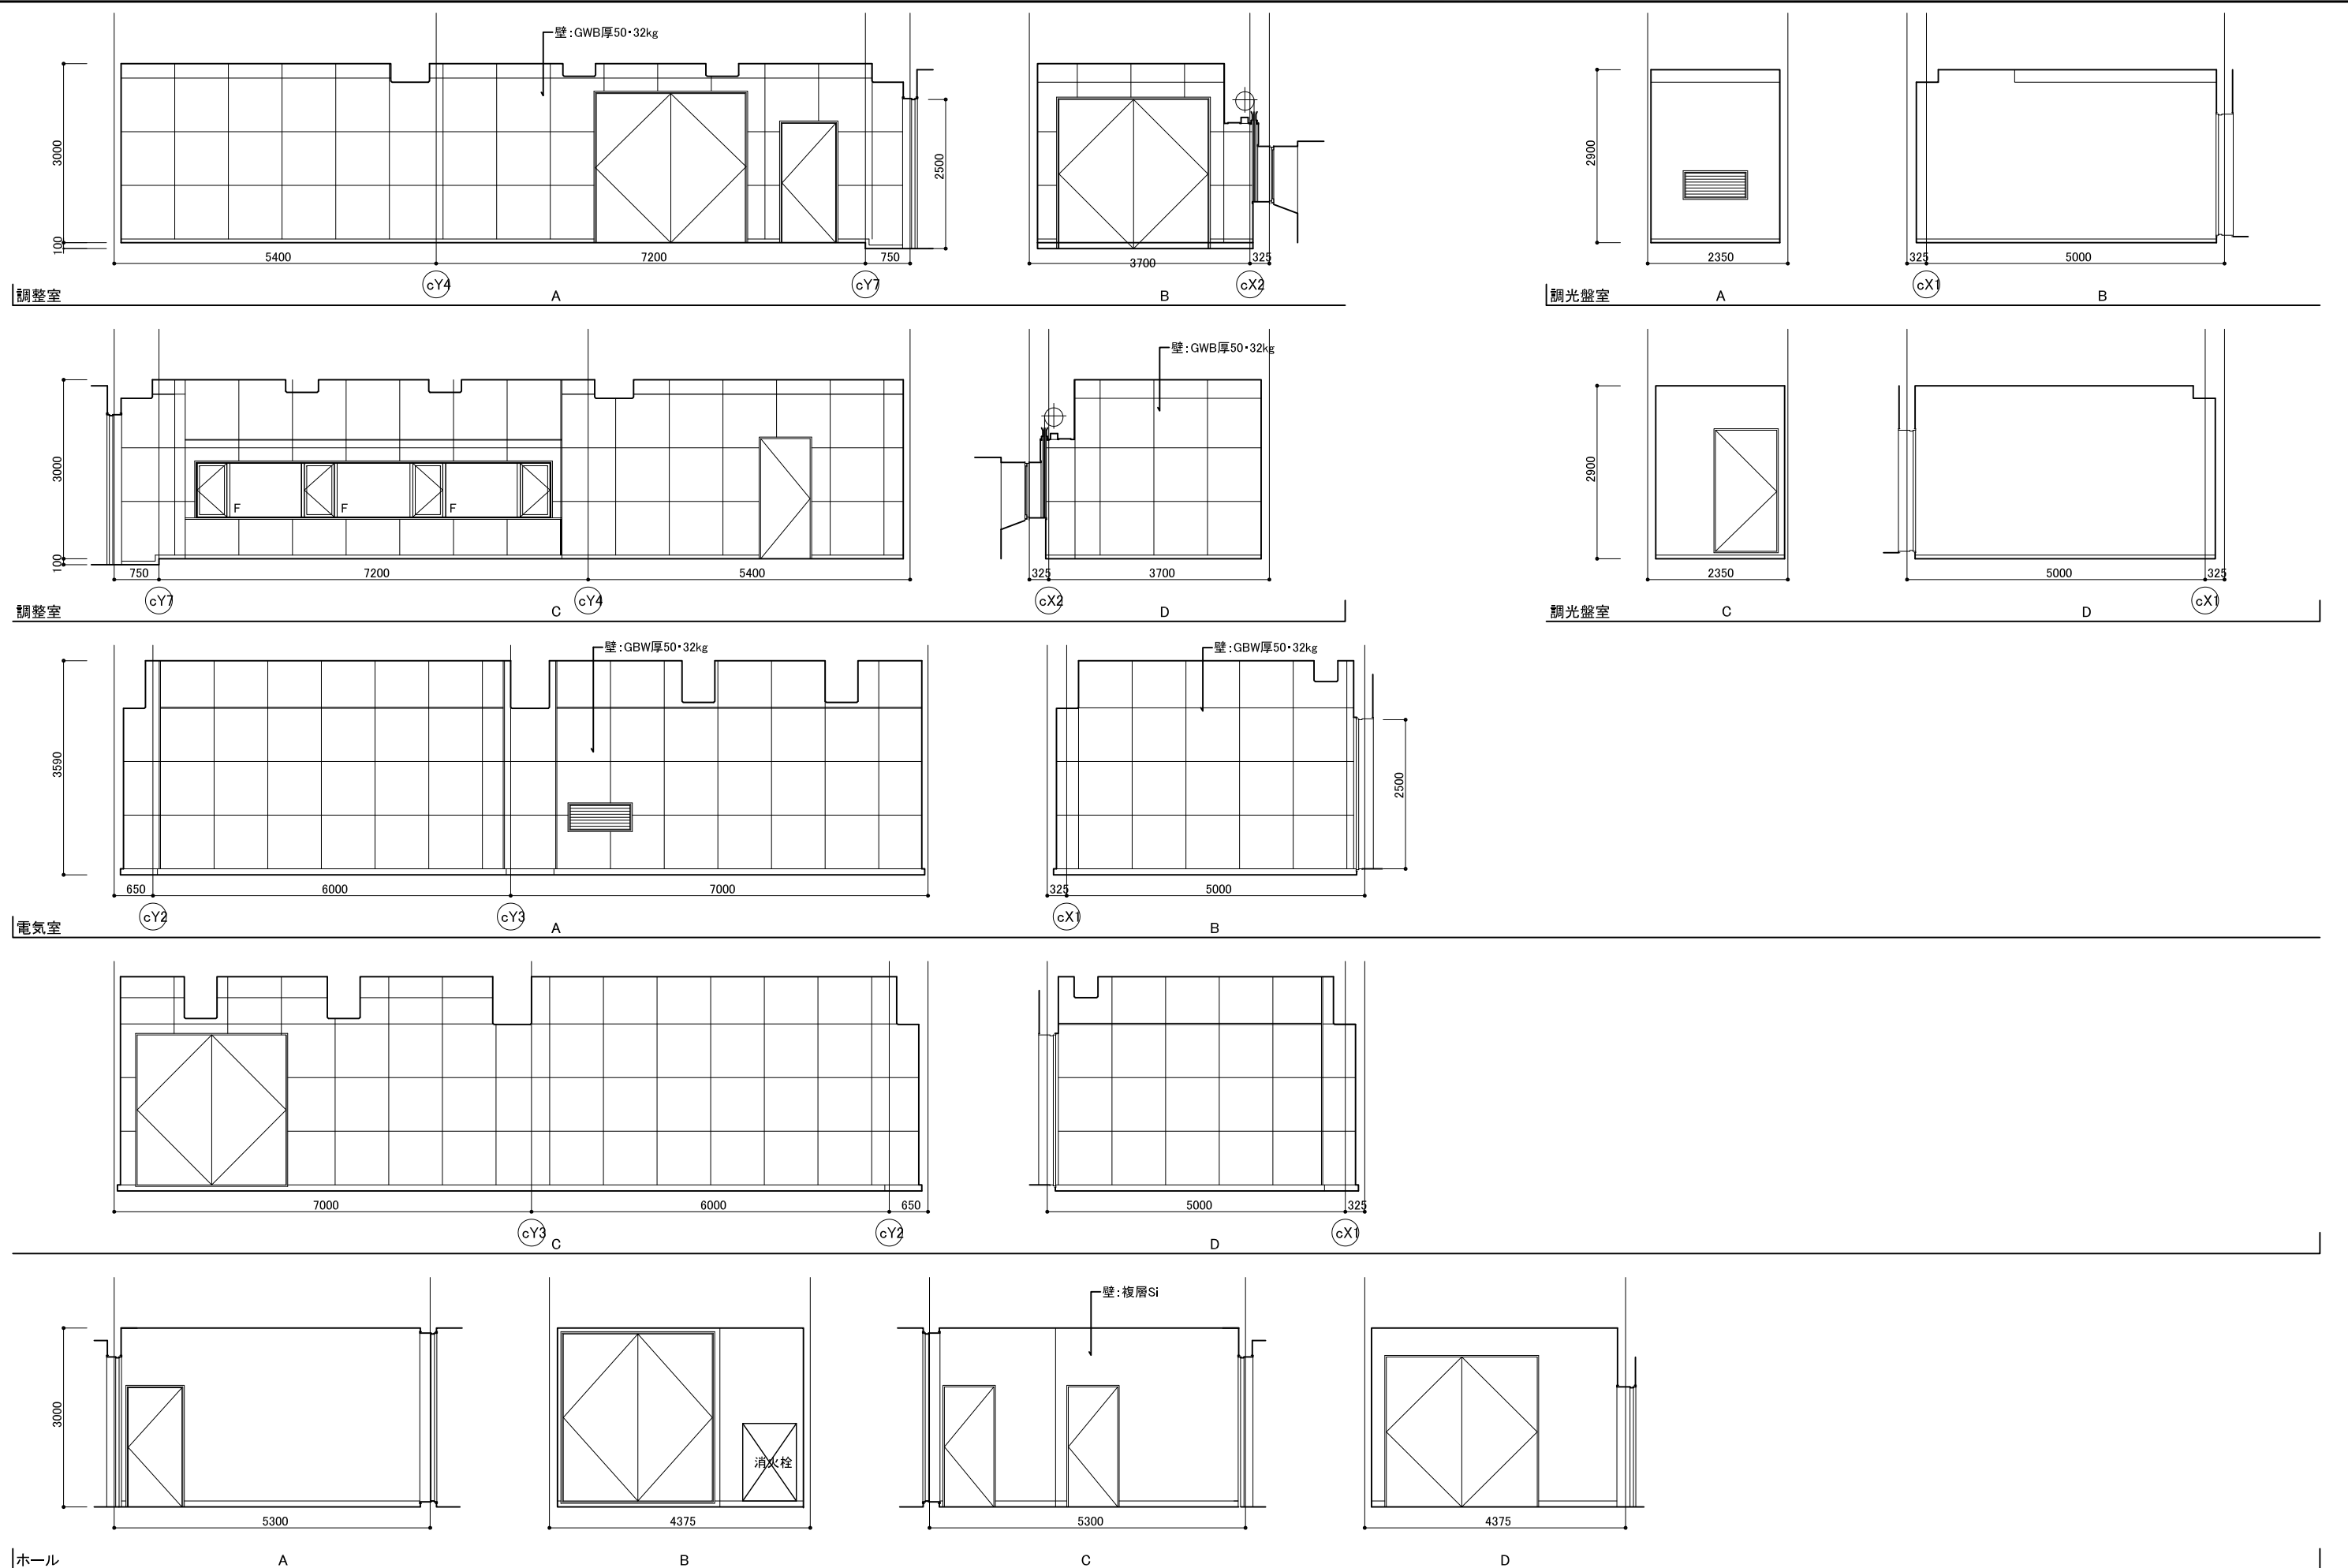 壁：GWB厚50・32kg
3000
100
2500
5400
7200
750
3700
325
cY4
cY7
cX2
調整室
A
B
2900
2350
325
5000
cX1
調光盤室
A
B
壁：GWB厚50・32kg
3000
100
F
F
F
750
7200
5400
325
3700
cY7
cY4
cX2
調整室
C
D
2900
2350
5000
325
cX1
調光盤室
C
D
壁：GBW厚50・32kg
壁：GBW厚50・32kg
3590
2500
650
6000
7000
325
5000
cY2
cY3
cX1
電気室
A
B
7000
6000
650
5000
325
cY3
cY2
cX1
C
D
壁：複層Si
3000
消火栓
5300
4375
5300
4375
ホール
A
B
C
D